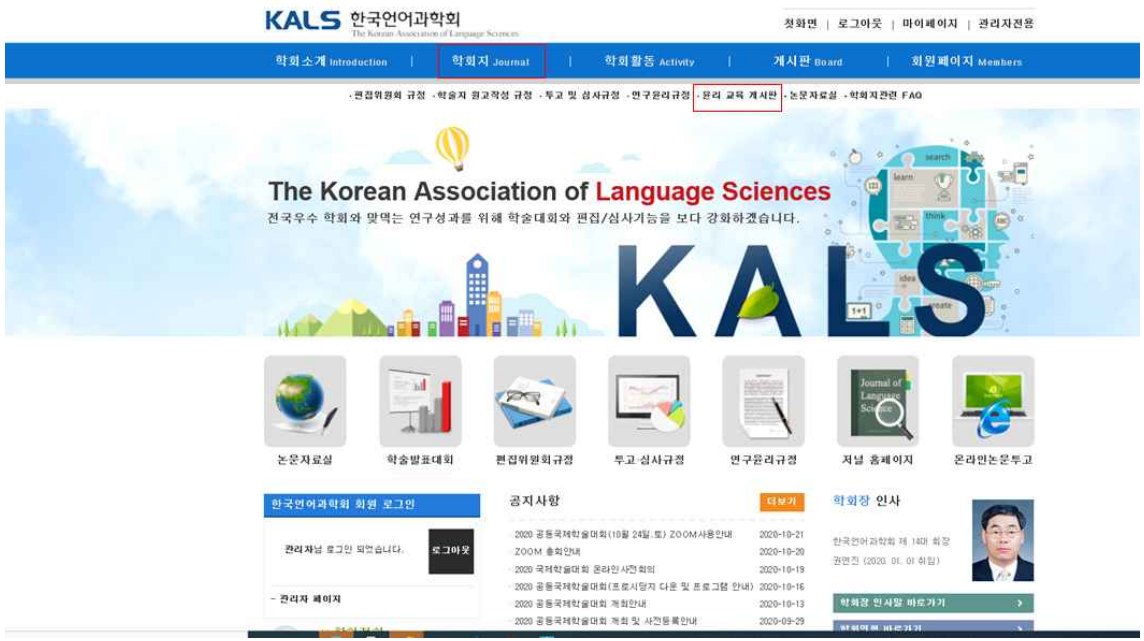 KALS 한국언어과학회
The Korean Association of Language Sciences
첫화면 | 로그아웃 | 마이페이지 | 관리자전용
학회소개 Introduction | 학회지 Journal | 학회활동 Activity | 게시판 Board | 회원페이지 Members
·편집위원회 규정 ·학술지 원고작성 규정 ·투고 및 심사규정 ·연구윤리규정 ·윤리 교육 게시판 ·논문자료실 ·학회지관련 FAQ
The Korean Association of Language Sciences
전국우수 학회와 맞먹는 연구성과를 위해 학술대회와 편집/심사기능을 보다 강화하겠습니다.
search
learn
think
ABC
idea
create
1+1
KALS
Journal of
Language
Science
논문자료실
학술발표대회
편집위원회규정
투고·심사규정
연구윤리규정
저널 홈페이지
온라인논문투고
한국언어과학회 회원 로그인
관리자님 로그인 되었습니다.
로그아웃
- 관리자 페이지
공지사항
더보기
· 2020 공동국제학술대회(10월 24일.토) ZOOM사용안내 2020-10-21
· ZOOM 총회안내 2020-10-20
· 2020 국제학술대회 온라인사전회의 2020-10-19
· 2020 공동국제학술대회(프로시딩지 다운 및 프로그램 안내) 2020-10-16
· 2020 공동국제학술대회 개최안내 2020-10-13
· 2020 공동국제학술대회 개최 및 사전등록안내 2020-09-29
학회장 인사
한국언어과학회 제 14대 회장
권연진 (2020. 01. 01 취임)
학회장 인사말 바로가기